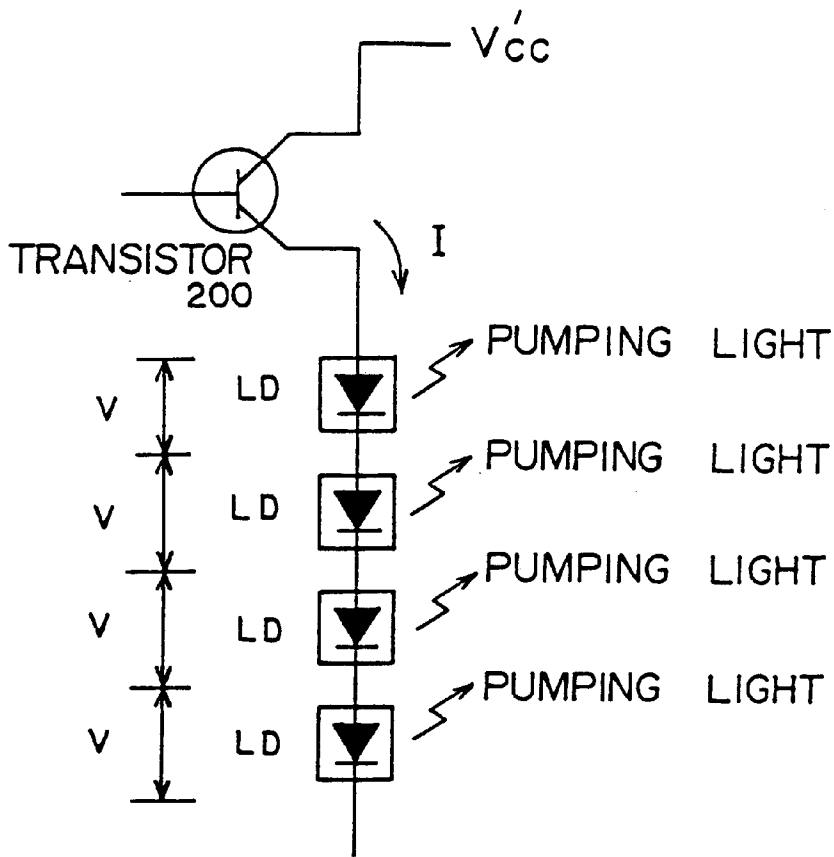 V'CC
I
TRANSISTOR
200
PUMPING LIGHT
V
LD
PUMPING LIGHT
V
LD
PUMPING LIGHT
V
LD
PUMPING LIGHT
V
LD